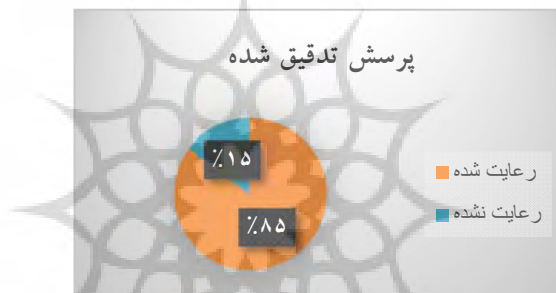 پرسش تدقیق شده
٪۱۵
٪۸۵
رعایت شده
رعایت نشده